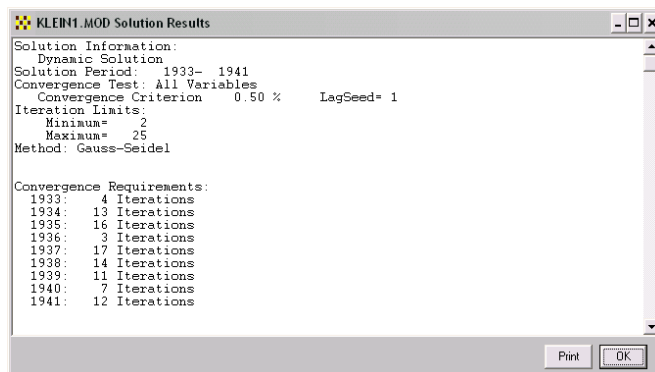 KLEIN1.MOD Solution Results
Solution Information:
Dynamic Solution
Solution Period: 1933- 1941
Convergence Test: All Variables
Convergence Criterion 0.50 % LagSeed= 1
Iteration Limits:
Minimum= 2
Maximum= 25
Method: Gauss-Seidel
Convergence Requirements:
1933: 4 Iterations
1934: 13 Iterations
1935: 16 Iterations
1936: 3 Iterations
1937: 17 Iterations
1938: 14 Iterations
1939: 11 Iterations
1940: 7 Iterations
1941: 12 Iterations
Print OK